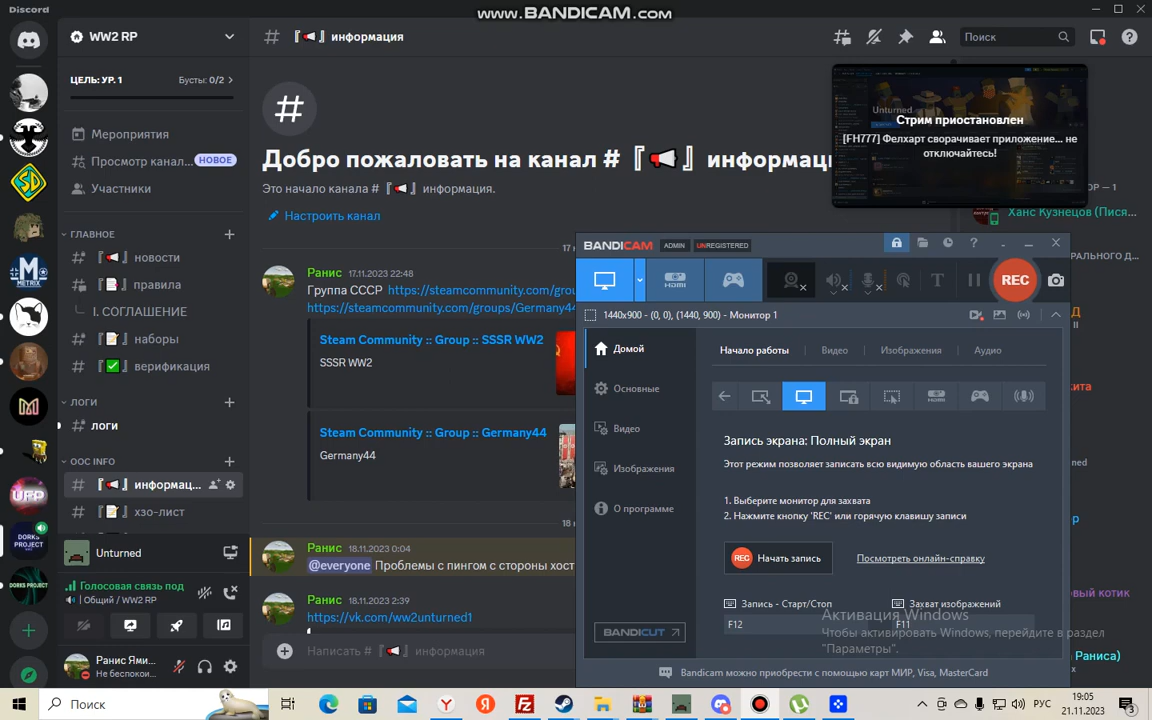 Discord
www.BANDICAM.com
WW2 RP
ЦЕЛЬ: УР. 1
Бусты: 0/2
Мероприятия
Просмотр канал...
НОВОЕ
Участники
ГЛАВНОЕ
новости
правила
I. СОГЛАШЕНИЕ
наборы
верификация
ЛОГИ
логи
OOC INFO
информац...
хзо-лист
Unturned
Голосовая связь под
Общий / WW2 RP
Ранис Ями...
Не беспокои...
# 『📢』информация
Поиск
Добро пожаловать на канал # 『📢』 информаци
Это начало канала # 『📢』 информация.
Настроить канал
Ранис 17.11.2023 22:48
Группа СССР https://steamcommunity.com/grou
https://steamcommunity.com/groups/Germany44
Steam Community :: Group :: SSSR WW2
SSSR WW2
Steam Community :: Group :: Germany44
Germany44
Ранис 18.11.2023 0:04
@everyone Проблемы с пингом с стороны хост
Ранис 18.11.2023 2:39
https://vk.com/ww2unturned1
Написать # 『📢』 информация
Unturned
Стрим приостановлен
[FH777] Фелхарт сворачивает приложение... не
отключайтесь!
Ханс Кузнецов (Пися...
BANDICAM
ADMIN
UNREGISTERED
HDMI
REC
1440x900 - (0, 0), (1440, 900) - Монитор 1
Домой
Основные
Видео
Изображения
О программе
BANDICUT
Начало работы
Видео
Изображения
Аудио
HDMI
Запись экрана: Полный экран
Этот режим позволяет записать всю видимую область вашего экрана
1. Выберите монитор для захвата
2. Нажмите кнопку 'REC' или горячую клавишу записи
REC
Начать запись
Посмотреть онлайн-справку
Запись - Старт/Стоп
F12
Захват изображений
F11
Активация Windows
Чтобы активировать Windows, перейдите в раздел
"Параметры".
Bandicam можно приобрести с помощью карт МИР, Visa, MasterCard
овый котик
Раниса)
Поиск
РУС
19:05
21.11.2023